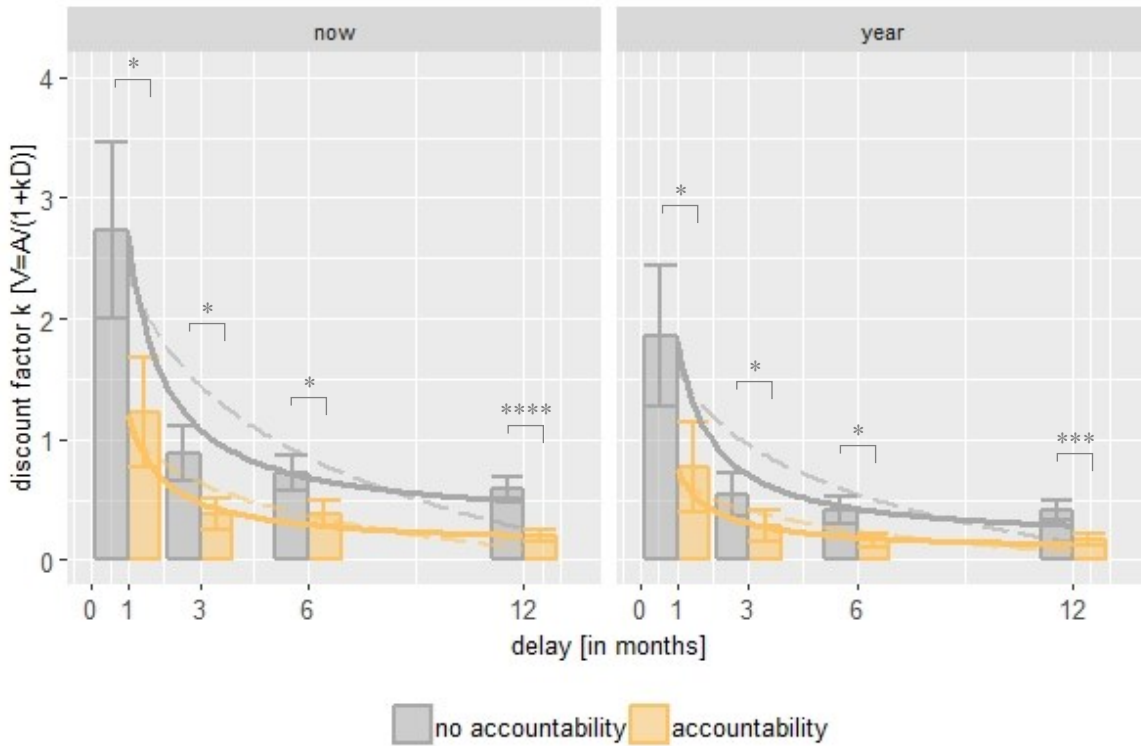 now
year
discount factor k [V=A/(1+kD)]
4
3
2
1
0
*
*
*
****
*
*
*
***
0 1 3 6 12
0 1 3 6 12
delay [in months]
no accountability accountability